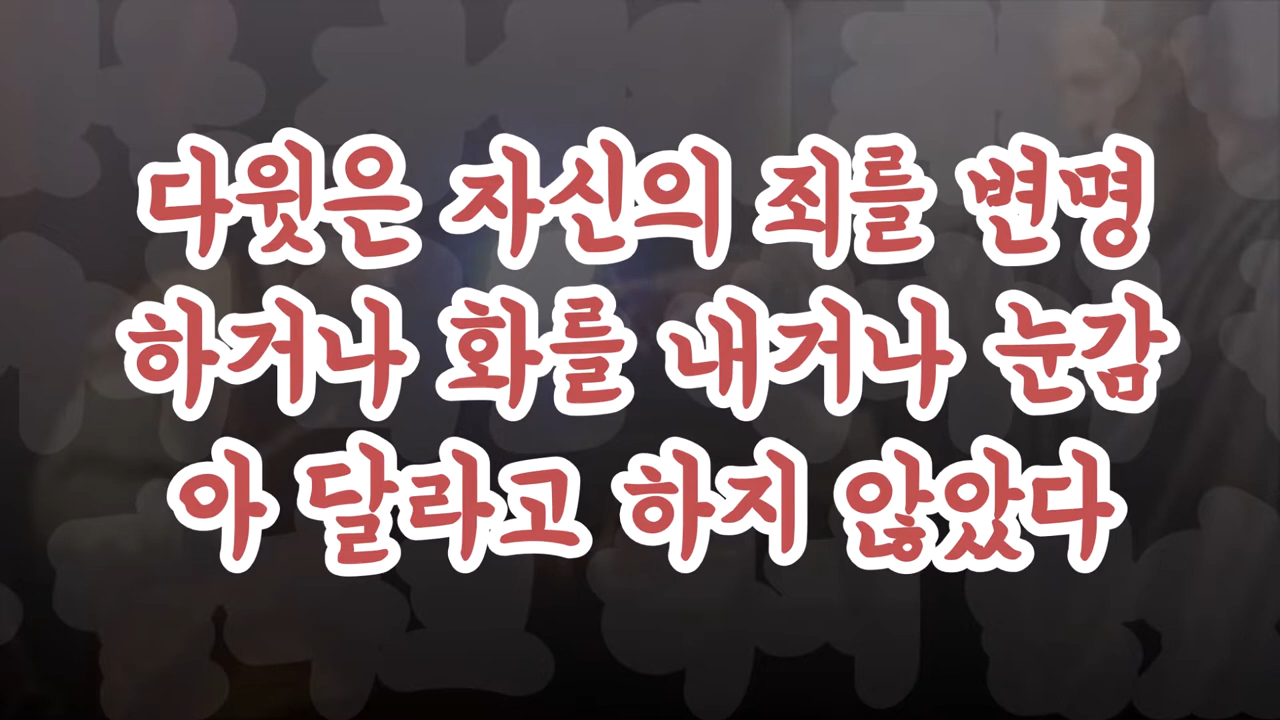 다윗은 자신의 죄를 변명
하거나 화를 내거나 눈감
아 달라고 하지 않았다